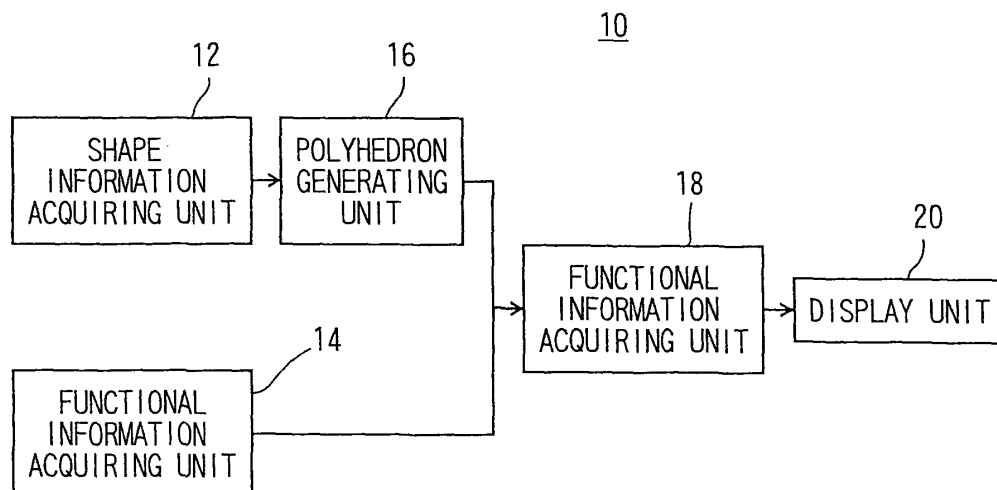 10
12
16
SHAPE
INFORMATION
ACQUIRING UNIT
POLYHEDRON
GENERATING
UNIT
18
20
FUNCTIONAL
INFORMATION
ACQUIRING UNIT
DISPLAY UNIT
14
FUNCTIONAL
INFORMATION
ACQUIRING UNIT